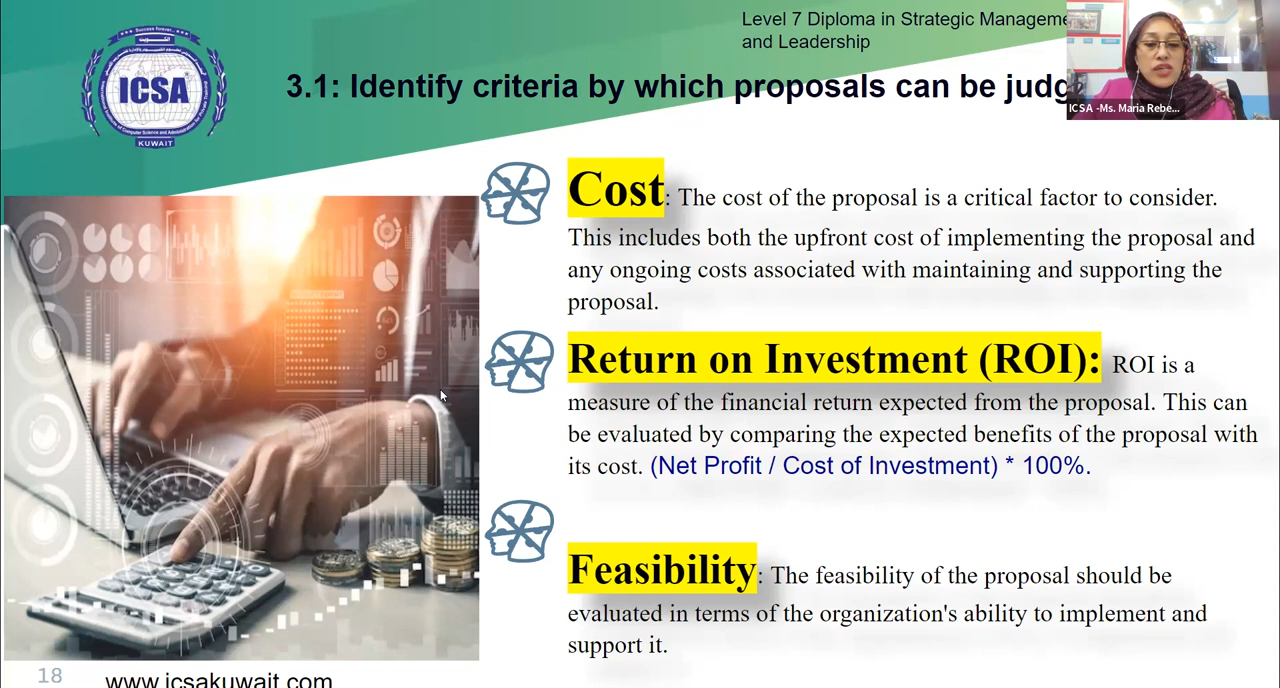 Level 7 Diploma in Strategic Manageme
and Leadership
Success forever
الكويت
ICSA
KUWAIT
3.1: Identify criteria by which proposals can be judg
ICSA -Ms. Maria Rebe...
Cost: The cost of the proposal is a critical factor to consider.
This includes both the upfront cost of implementing the proposal and
any ongoing costs associated with maintaining and supporting the
proposal.
Return on Investment (ROI): ROI is a
measure of the financial return expected from the proposal. This can
be evaluated by comparing the expected benefits of the proposal with
its cost. (Net Profit / Cost of Investment) * 100%.
Feasibility: The feasibility of the proposal should be
evaluated in terms of the organization's ability to implement and
support it.
18
www.icsakuwait.com